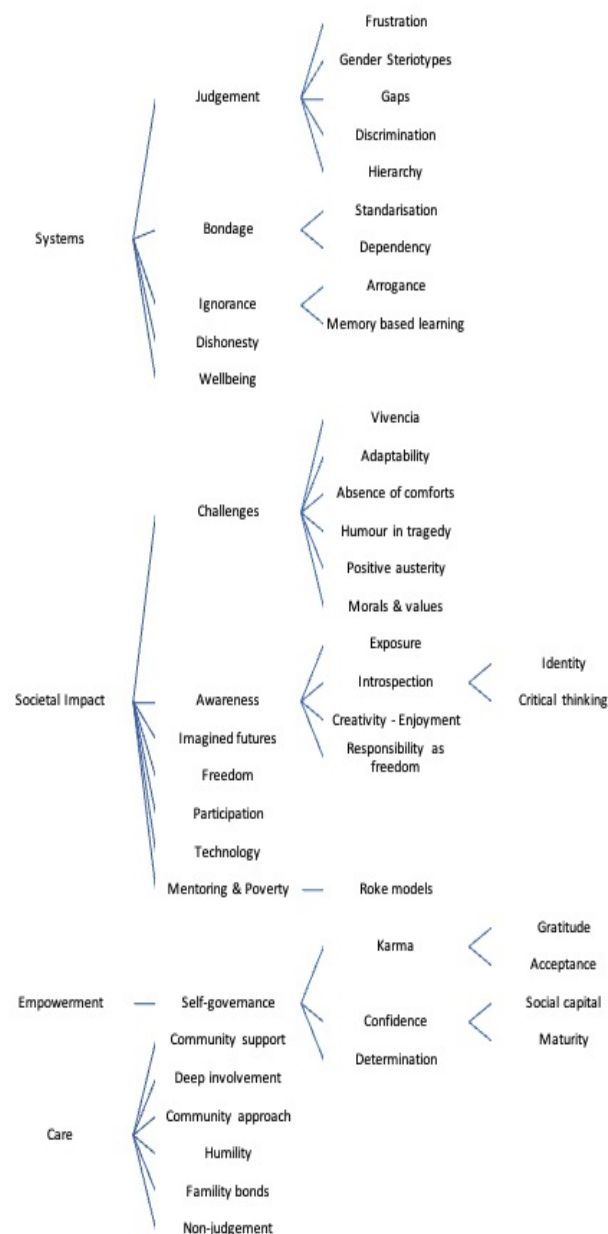 Systems
Judgement
Frustration
Gender Steriotypes
Gaps
Discrimination
Hierarchy
Bondage
Standarisation
Dependency
Ignorance
Arrogance
Memory based learning
Dishonesty
Wellbeing
Societal Impact
Challenges
Vivencia
Adaptability
Absence of comforts
Humour in tragedy
Positive austerity
Morals & values
Awareness
Exposure
Introspection
Identity
Critical thinking
Creativity - Enjoyment
Responsibility as
freedom
Imagined futures
Freedom
Participation
Technology
Mentoring & Poverty
Roke models
Empowerment
Self-governance
Karma
Gratitude
Acceptance
Confidence
Social capital
Maturity
Determination
Care
Community support
Deep involvement
Community approach
Humility
Famility bonds
Non-judgement